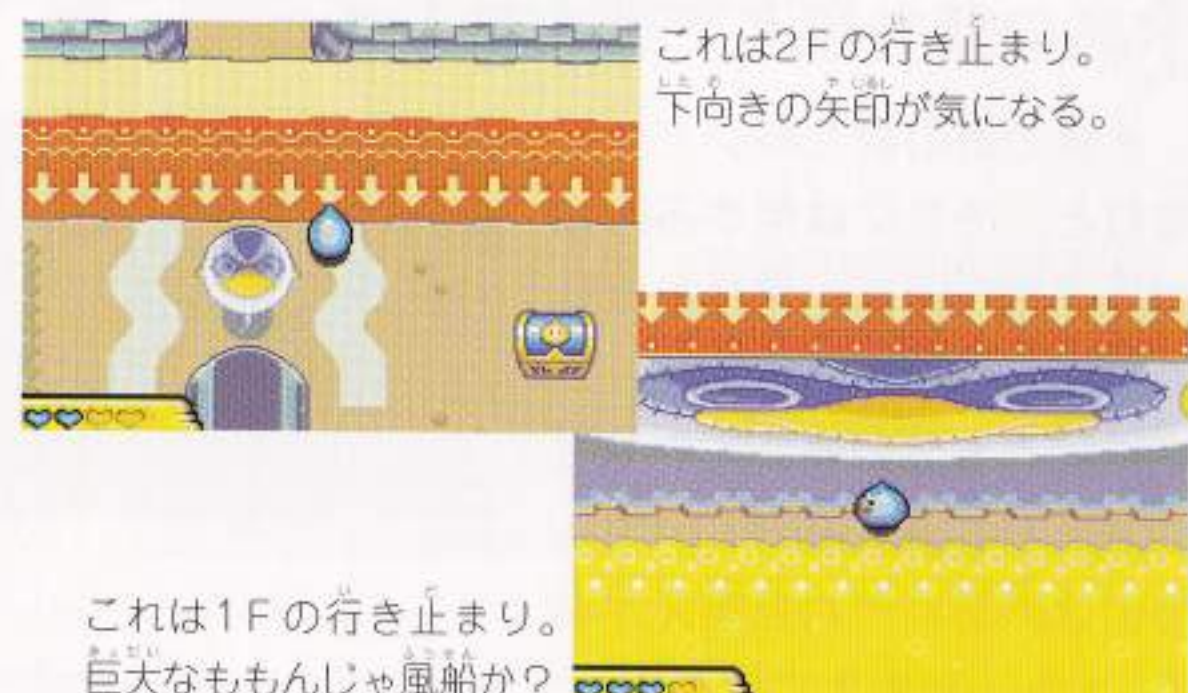 これは2Fの行き止まり。
下向きの矢印が気になる。
これは1Fの行き止まり。
巨大なももんじゃ風船か?